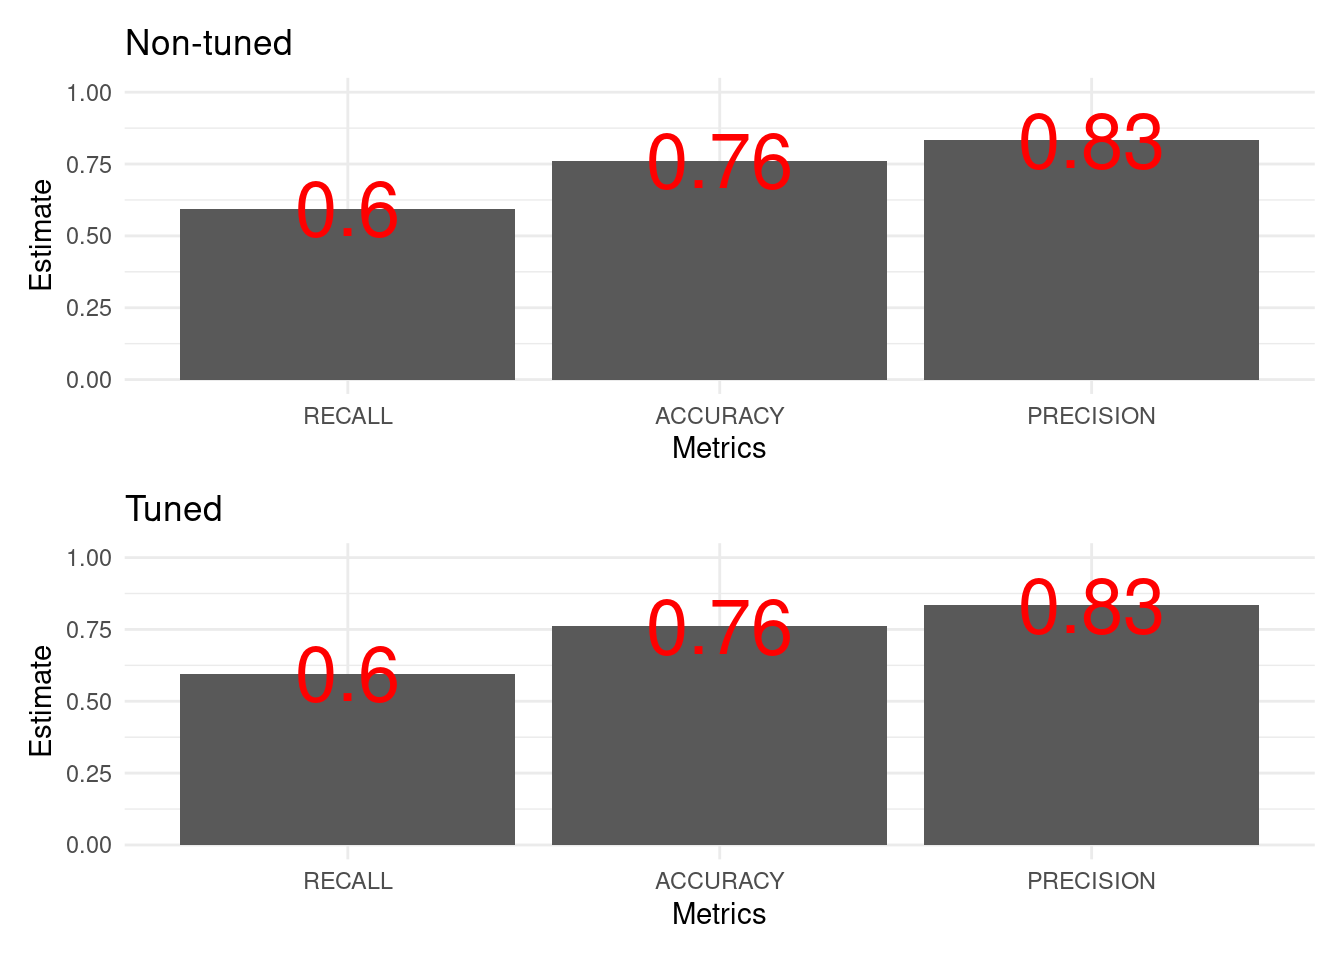 Non-tuned
1.00
0.75
0.50
0.25
0.00
Estimate
0.6
0.76
0.83
RECALL ACCURACY PRECISION
Metrics
Tuned
1.00
0.75
0.50
0.25
0.00
Estimate
0.6
0.76
0.83
RECALL ACCURACY PRECISION
Metrics